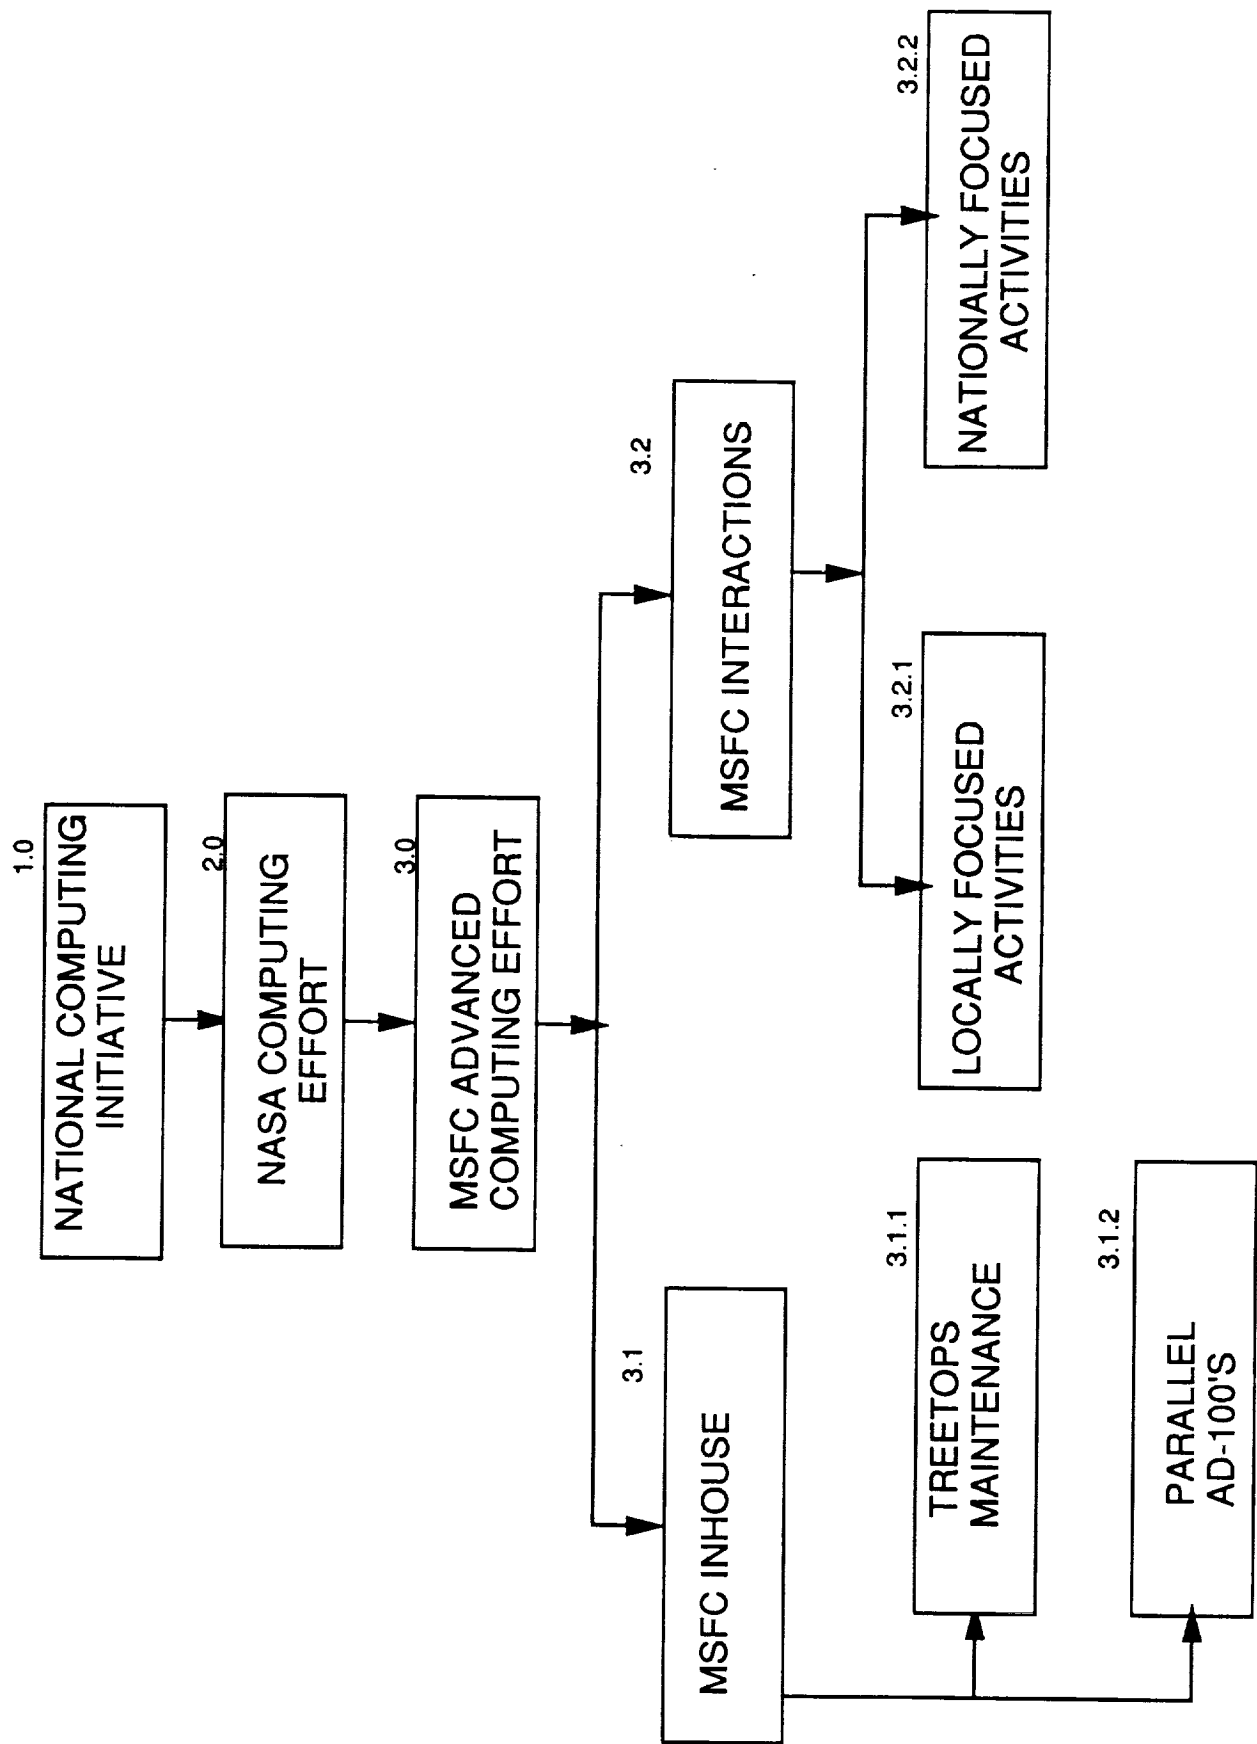 1.0
NATIONAL COMPUTING
INITIATIVE
2.0
NASA COMPUTING
EFFORT
3.0
MSFC ADVANCED
COMPUTING EFFORT
3.1
MSFC INHOUSE
3.2
MSFC INTERACTIONS
3.1.1
TREETOPS
MAINTENANCE
3.1.2
PARALLEL
AD-100'S
3.2.1
LOCALLY FOCUSED
ACTIVITIES
3.2.2
NATIONALLY FOCUSED
ACTIVITIES